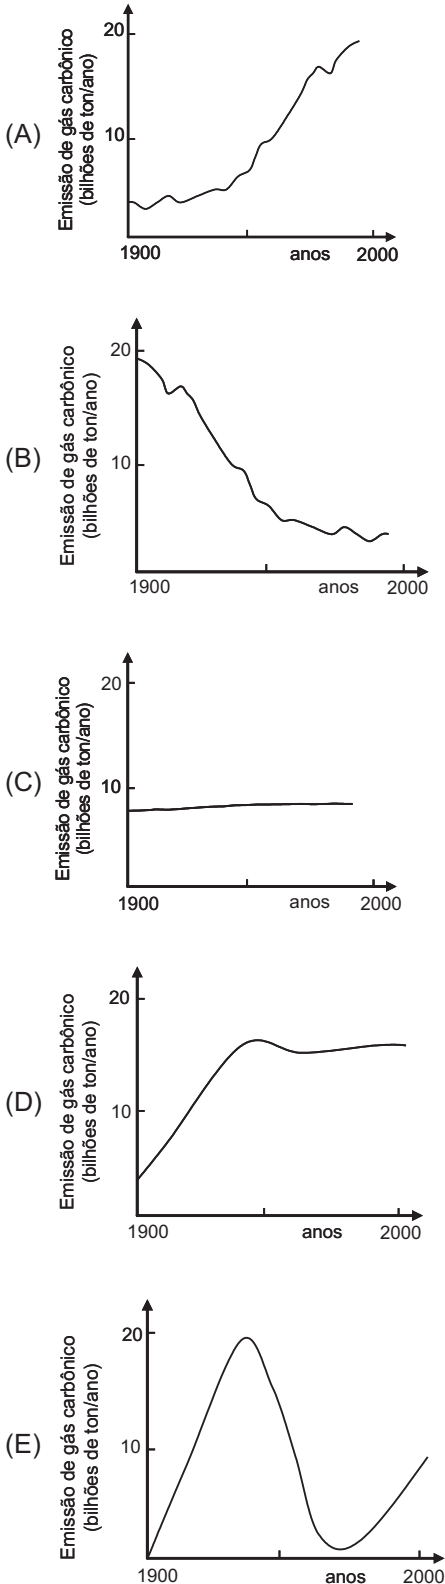 (A)
Emissão de gás carbônico
(bilhões de ton/ano)
20
10
1900
anos
2000
(B)
Emissão de gás carbônico
(bilhões de ton/ano)
20
10
1900
anos
2000
(C)
Emissão de gás carbônico
(bilhões de ton/ano)
20
10
1900
anos
2000
(D)
Emissão de gás carbônico
(bilhões de ton/ano)
20
10
1900
anos
2000
(E)
Emissão de gás carbônico
(bilhões de ton/ano)
20
10
1900
anos
2000